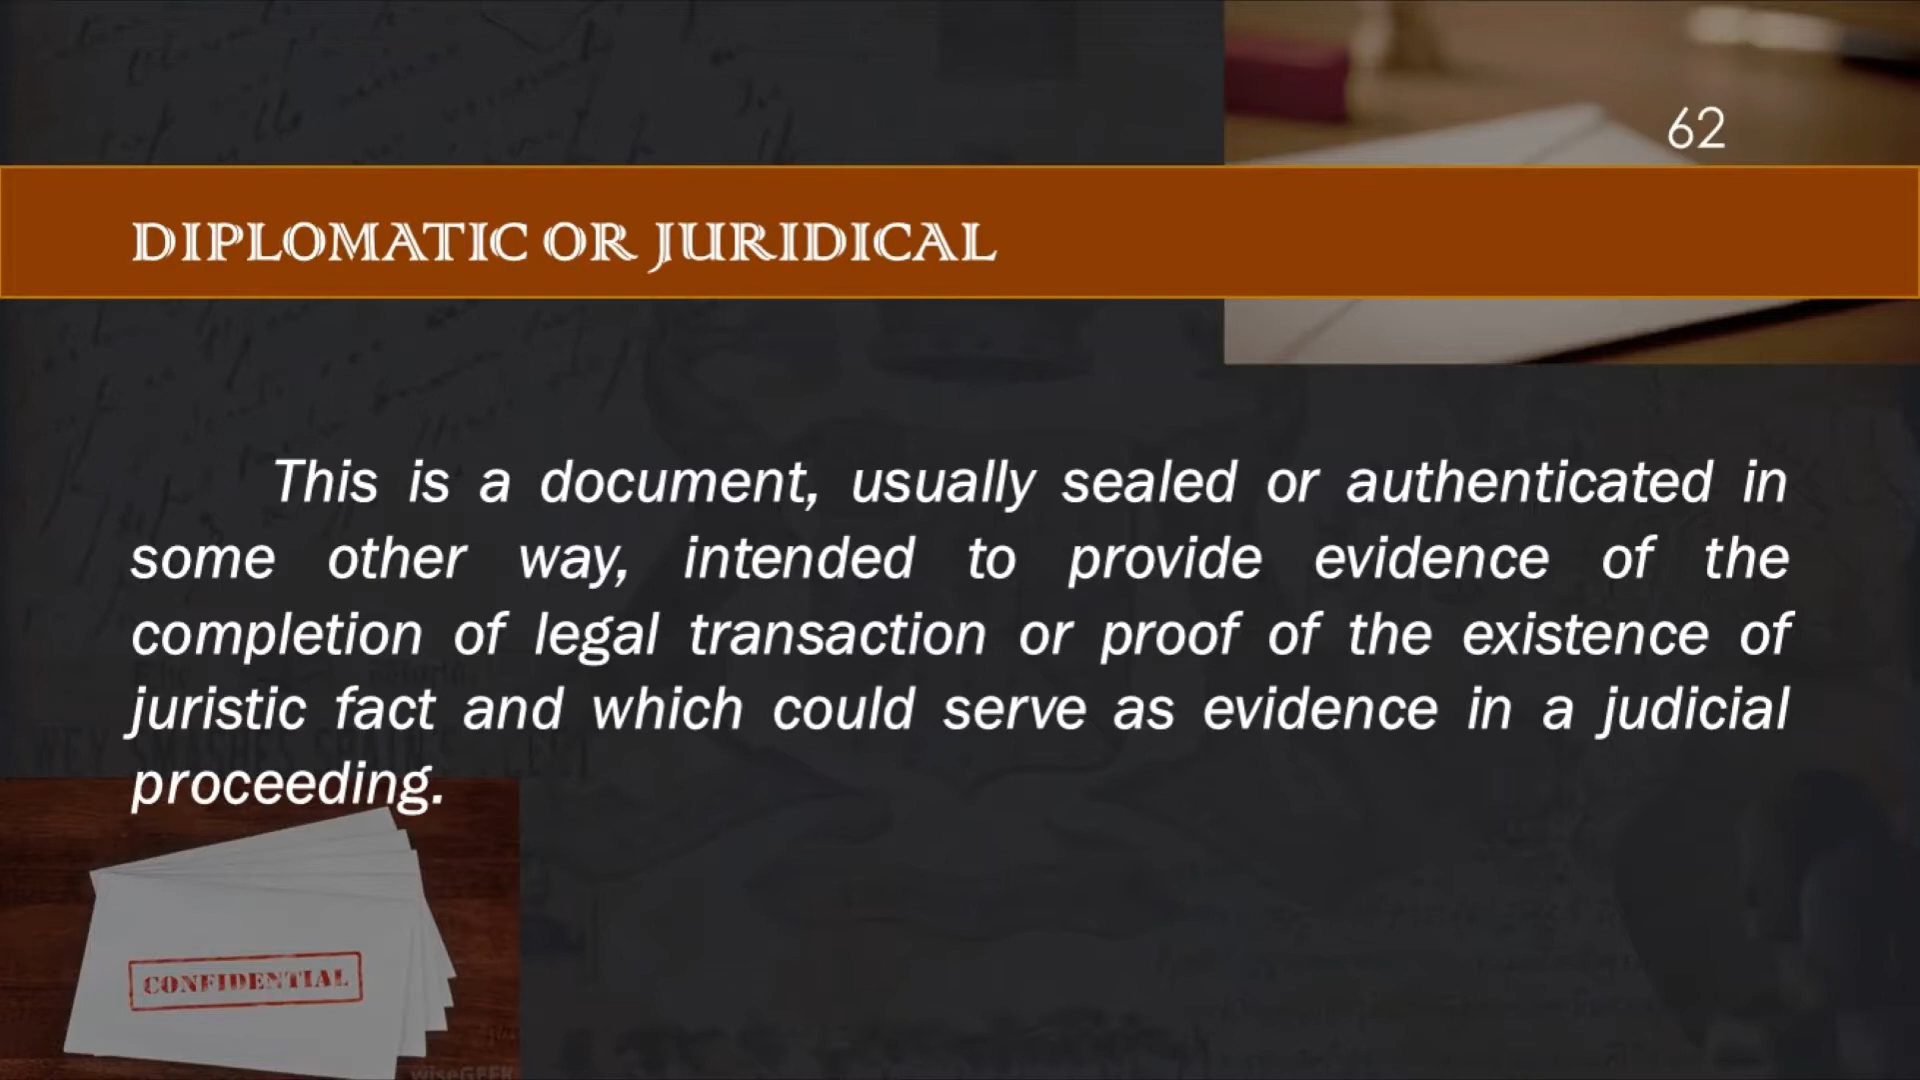 62
DIPLOMATIC OR JURIDICAL
This is a document, usually sealed or authenticated in
some other way, intended to provide evidence of the
completion of legal transaction or proof of the existence of
juristic fact and which could serve as evidence in a judicial
proceeding.
CONFIDENTIAL
wiseGEEK